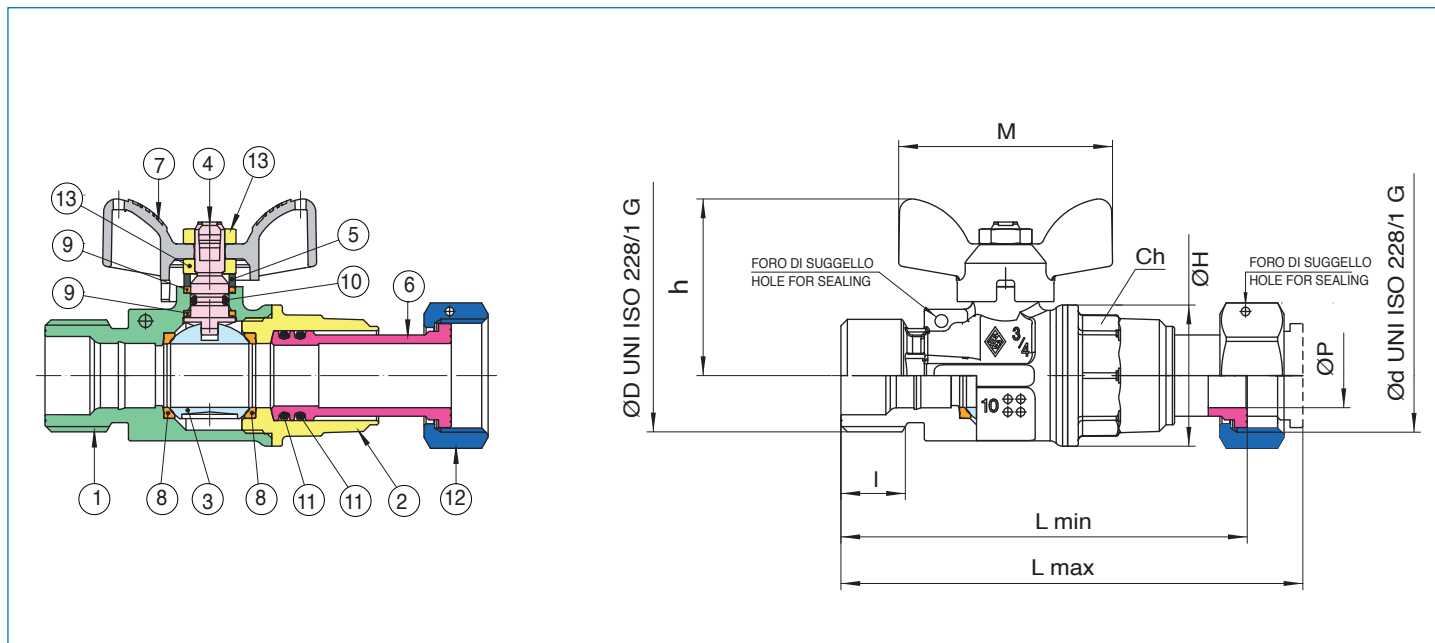 7
4
13
13
5
9
10
6
9
1
8
3
8
11
11
2
12
M
h
ØD UNI ISO 228/1 G
FORO DI SUGGELLO
HOLE FOR SEALING
Ch
ØH
FORO DI SUGGELLO
HOLE FOR SEALING
Ød UNI ISO 228/1 G
ØP
3/4
10
l
L min
L max